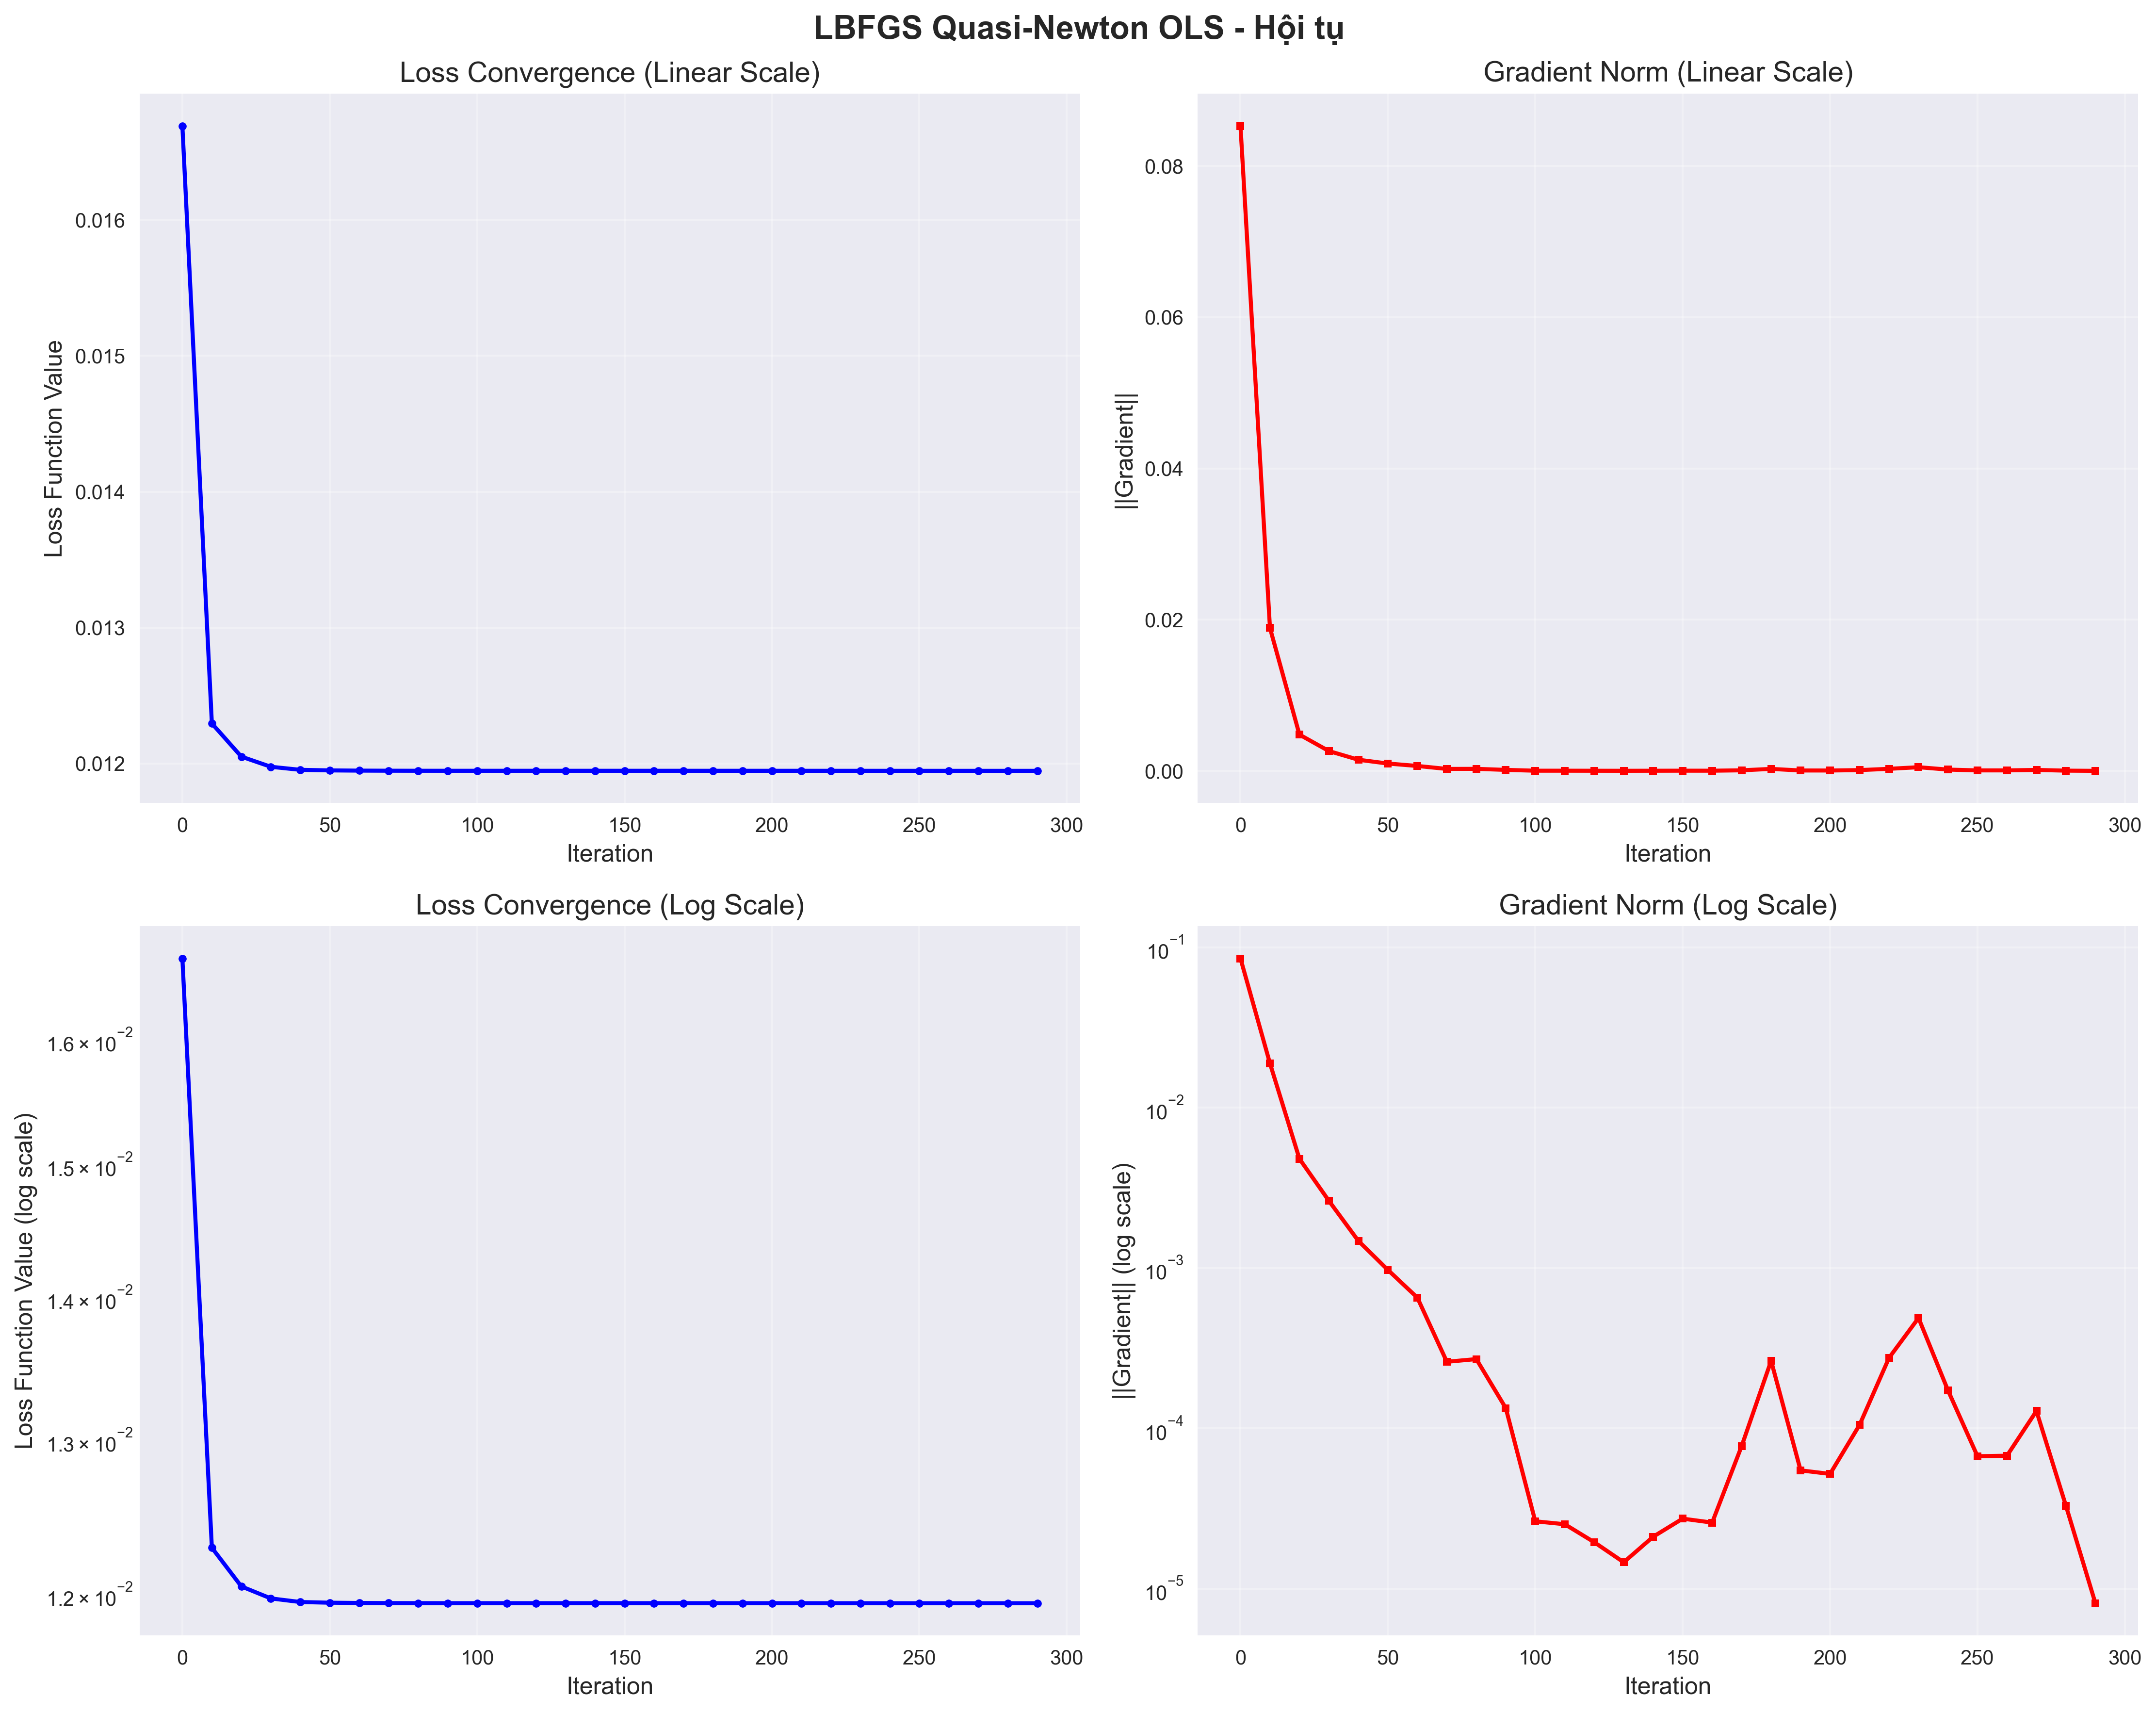 LBFGS Quasi-Newton OLS - Hội tụ
Loss Convergence (Linear Scale)
Loss Function Value
0.016
0.015
0.014
0.013
0.012
0
50
100
150
200
250
300
Iteration
Gradient Norm (Linear Scale)
||Gradient||
0.08
0.06
0.04
0.02
0.00
0
50
100
150
200
250
300
Iteration
Loss Convergence (Log Scale)
Loss Function Value (log scale)
1.6 × 10⁻²
1.5 × 10⁻²
1.4 × 10⁻²
1.3 × 10⁻²
1.2 × 10⁻²
0
50
100
150
200
250
300
Iteration
Gradient Norm (Log Scale)
||Gradient|| (log scale)
10⁻¹
10⁻²
10⁻³
10⁻⁴
10⁻⁵
0
50
100
150
200
250
300
Iteration